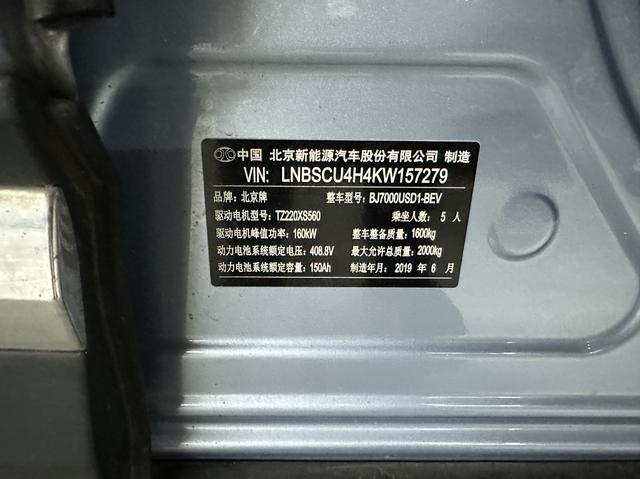 中国 北京新能源汽车股份有限公司 制造
VIN: LNBSCU4H4KW157279
品牌: 北京牌 整车型号: BJ7000USD1-BEV
驱动电机型号: TZ220XS560 乘坐人数: 5 人
驱动电机峰值功率: 160kW 整车整备质量: 1600kg
动力电池系统额定电压: 408.8V 最大允许总质量: 2000kg
动力电池系统额定容量: 150Ah 制造年月: 2019 年 6 月